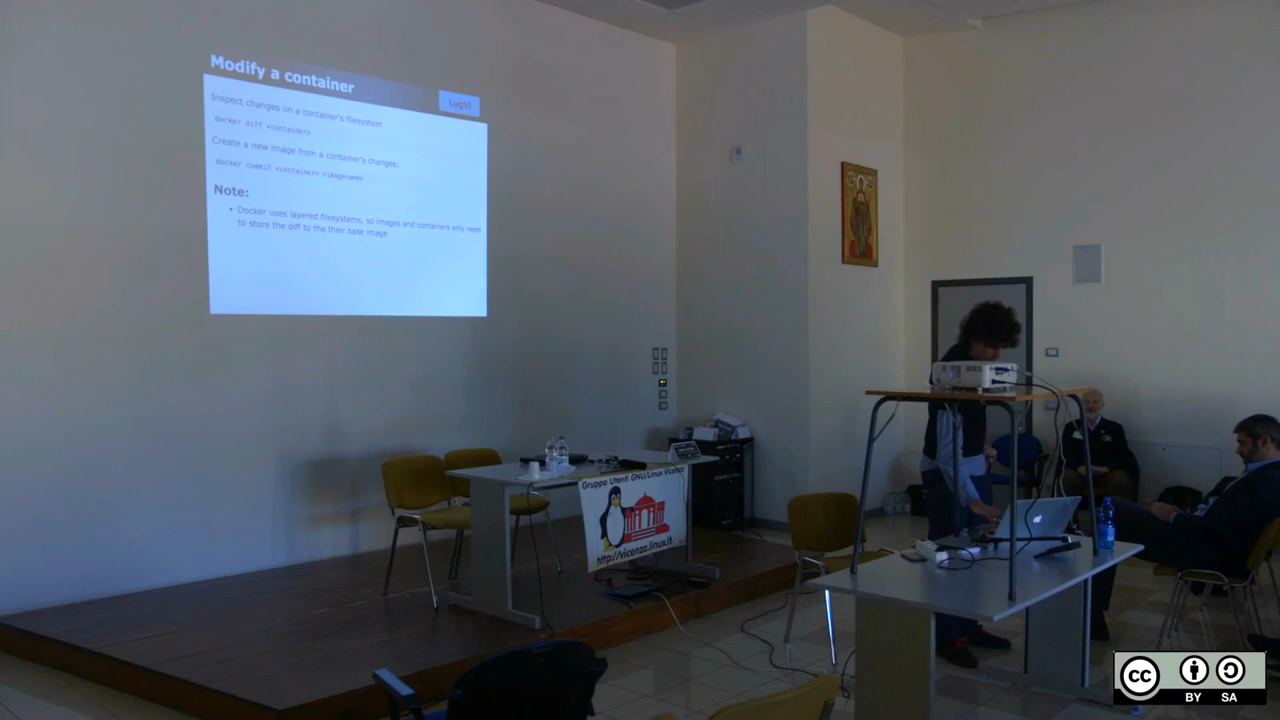 Modify a container
LugVI
Inspect changes on a container's filesystem
docker diff <container>
Create a new image from a container's changes:
docker commit <container> <imagename>
Note:
• Docker uses layered filesystems, so images and containers only need
to store the diff to the their base image
Gruppo Utenti GNU/Linux Vicenza
http://vicenza.linux.it
cc
BY SA